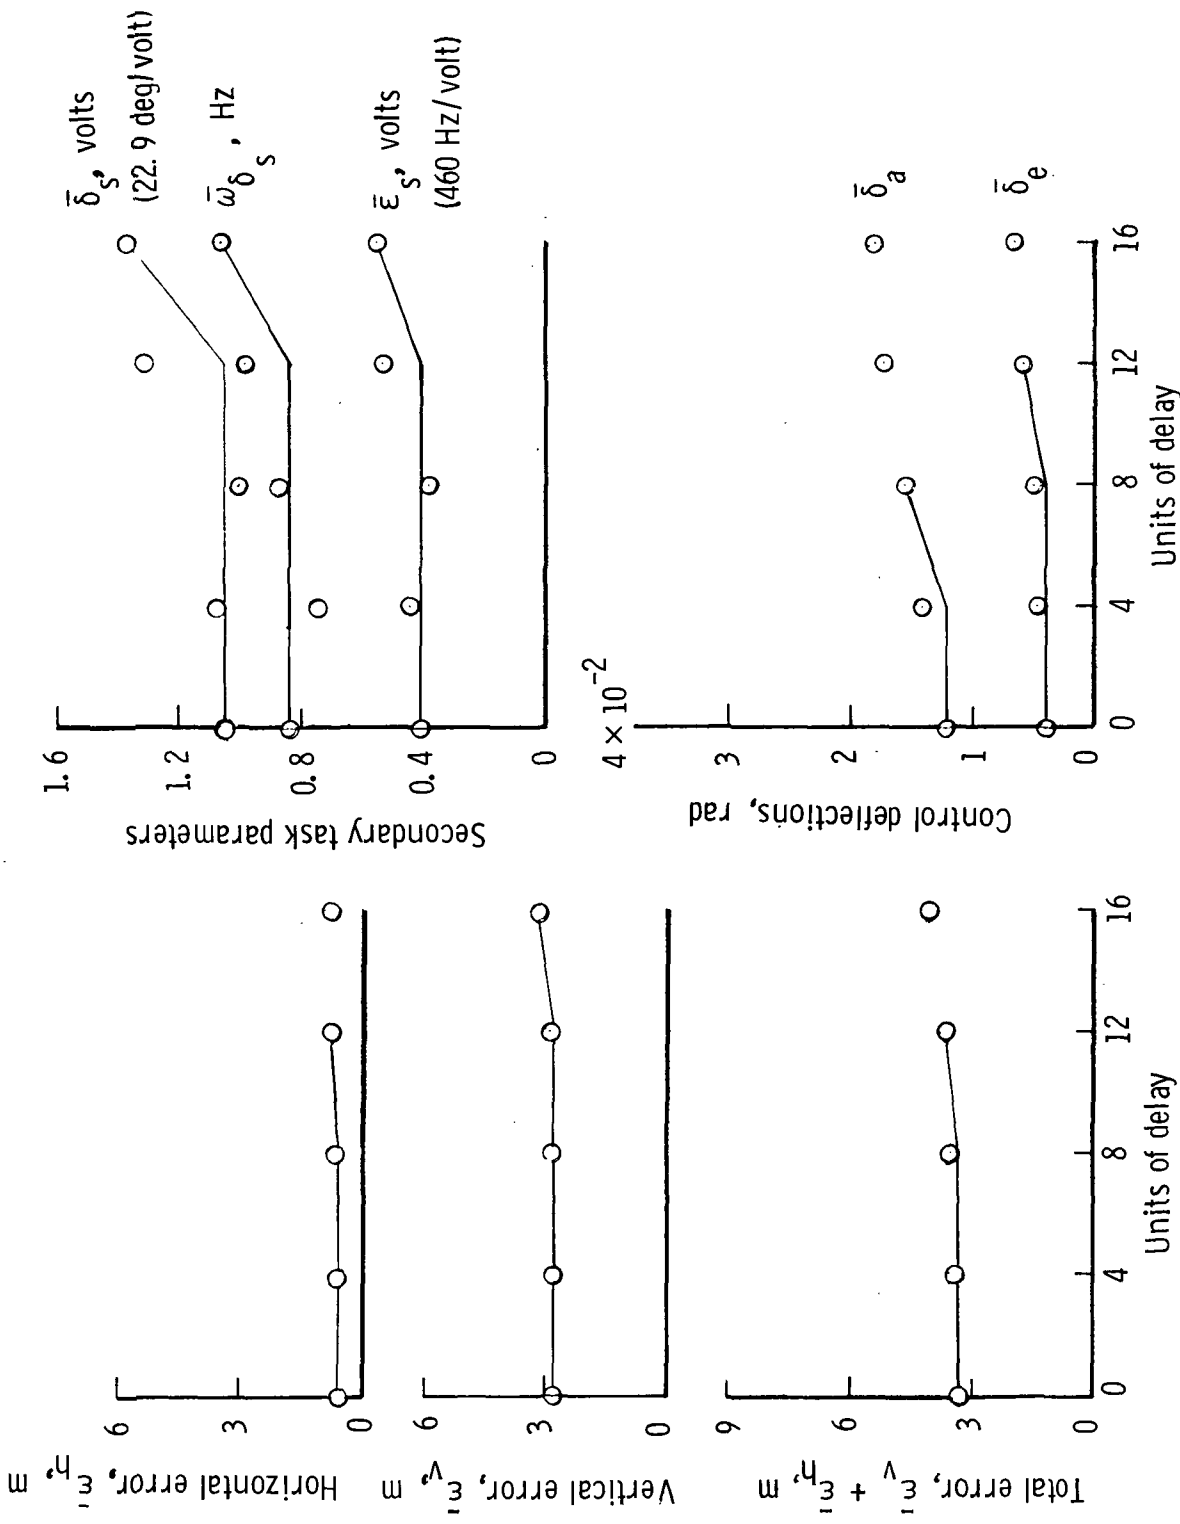 Horizontal error, ε̄h, m
6
3
0
Vertical error, ε̄v, m
6
3
0
Total error, ε̄v + ε̄h, m
9
6
3
0
0 4 8 12 16
Units of delay
Secondary task parameters
1.6
1.2
0.8
0.4
0
δ̄s, volts
(22.9 deg/volt)
ω̄δs, Hz
ε̄s, volts
(460 Hz/volt)
Control deflections, rad
4 × 10⁻²
3
2
1
0
δ̄a
δ̄e
0 4 8 12 16
Units of delay